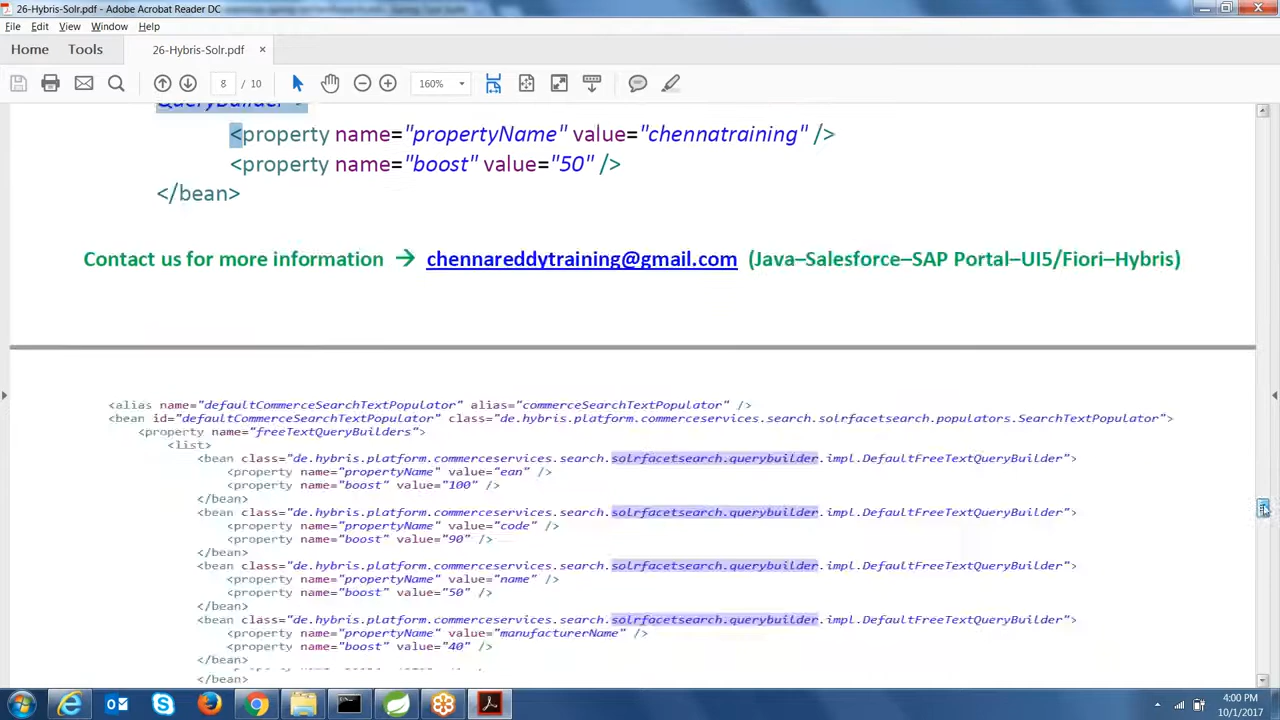 26-Hybris-Solr.pdf - Adobe Acrobat Reader DC
File Edit View Window Help
Home Tools 26-Hybris-Solr.pdf ×
8 / 10 160%
QueryBuilder">
<property name="propertyName" value="chennatraining" />
<property name="boost" value="50" />
</bean>
Contact us for more information → chennareddytraining@gmail.com (Java–Salesforce–SAP Portal–UI5/Fiori–Hybris)
<alias name="defaultCommerceSearchTextPopulator" alias="commerceSearchTextPopulator" />
<bean id="defaultCommerceSearchTextPopulator" class="de.hybris.platform.commerceservices.search.solrfacetsearch.populators.SearchTextPopulator">
<property name="freeTextQueryBuilders">
<list>
<bean class="de.hybris.platform.commerceservices.search.solrfacetsearch.querybuilder.impl.DefaultFreeTextQueryBuilder">
<property name="propertyName" value="ean" />
<property name="boost" value="100" />
</bean>
<bean class="de.hybris.platform.commerceservices.search.solrfacetsearch.querybuilder.impl.DefaultFreeTextQueryBuilder">
<property name="propertyName" value="code" />
<property name="boost" value="90" />
</bean>
<bean class="de.hybris.platform.commerceservices.search.solrfacetsearch.querybuilder.impl.DefaultFreeTextQueryBuilder">
<property name="propertyName" value="name" />
<property name="boost" value="50" />
</bean>
<bean class="de.hybris.platform.commerceservices.search.solrfacetsearch.querybuilder.impl.DefaultFreeTextQueryBuilder">
<property name="propertyName" value="manufacturerName" />
<property name="boost" value="40" />
</bean>
</bean>
4:00 PM
10/1/2017